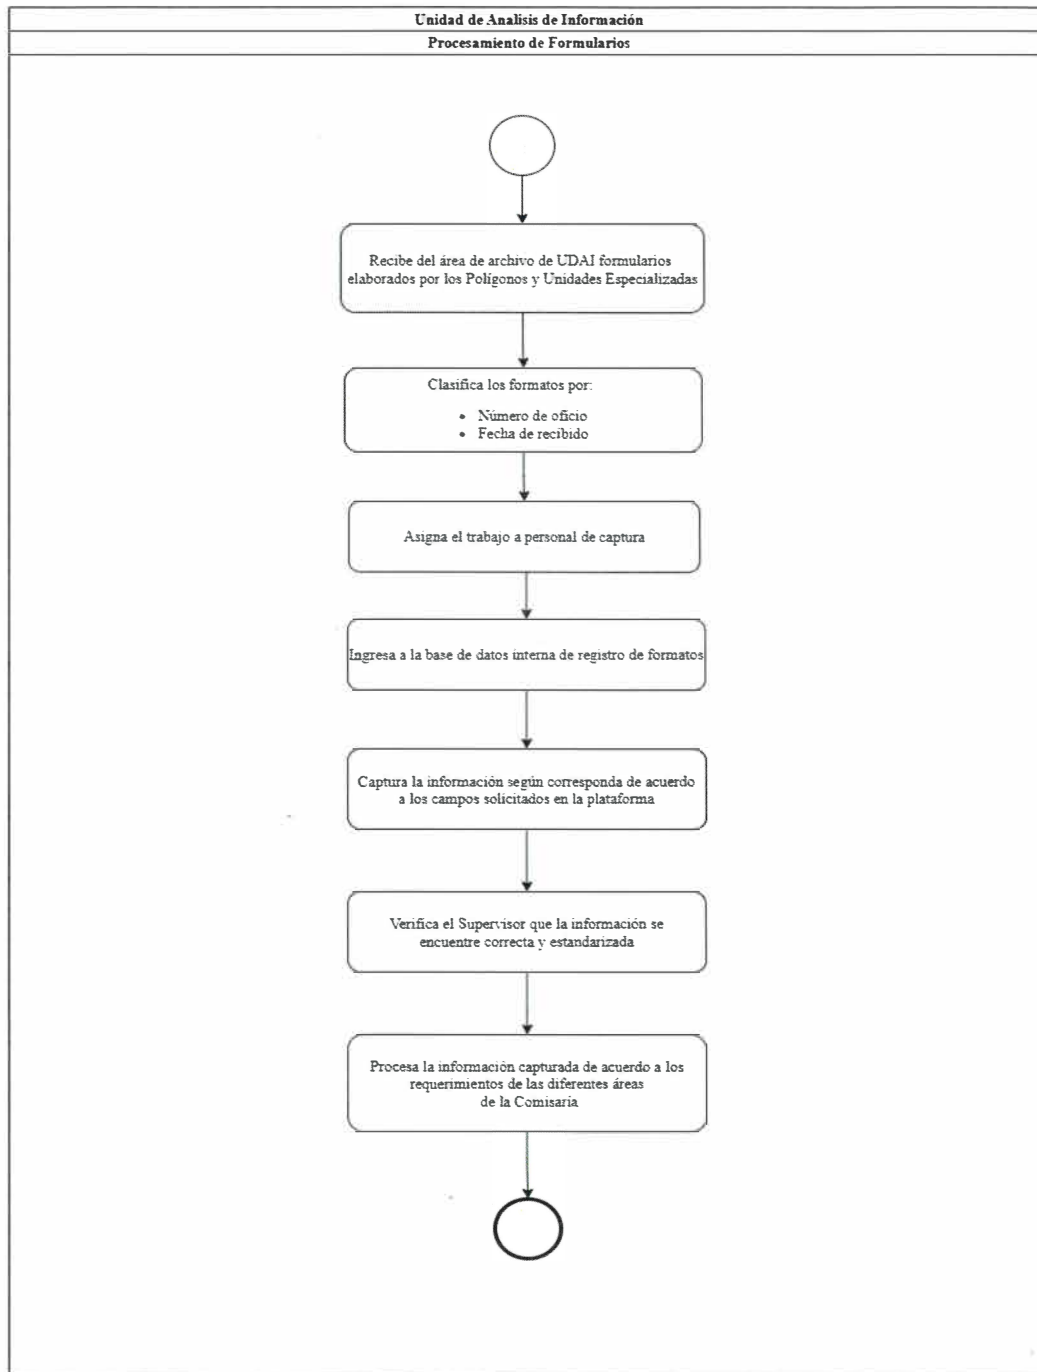 Unidad de Analisis de Información
Procesamiento de Formularios
Recibe del área de archivo de UDAI formularios
elaborados por los Polígonos y Unidades Especializadas
Clasifica los formatos por:
• Número de oficio
• Fecha de recibido
Asigna el trabajo a personal de captura
Ingresa a la base de datos interna de registro de formatos
Captura la información según corresponda de acuerdo
a los campos solicitados en la plataforma
Verifica el Supervisor que la información se
encuentre correcta y estandarizada
Procesa la información capturada de acuerdo a los
requerimientos de las diferentes áreas
de la Comisaría